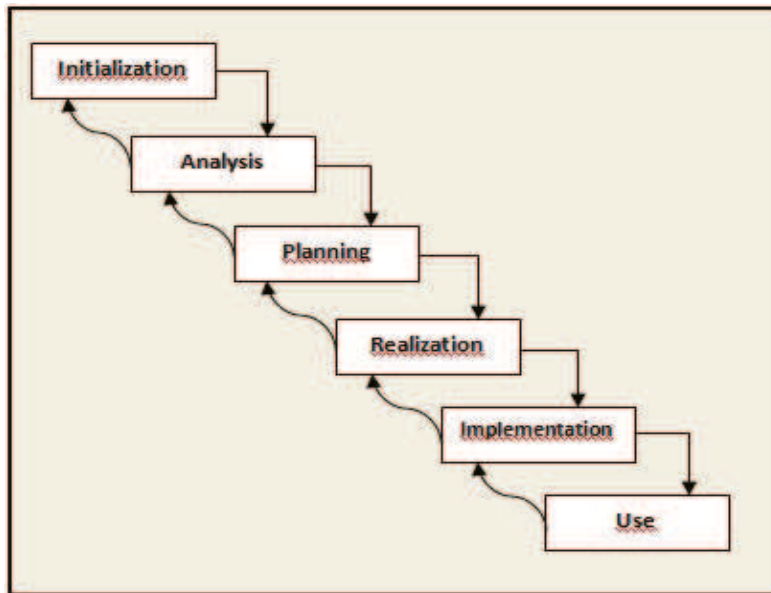 Initialization
Analysis
Planning
Realization
Implementation
Use